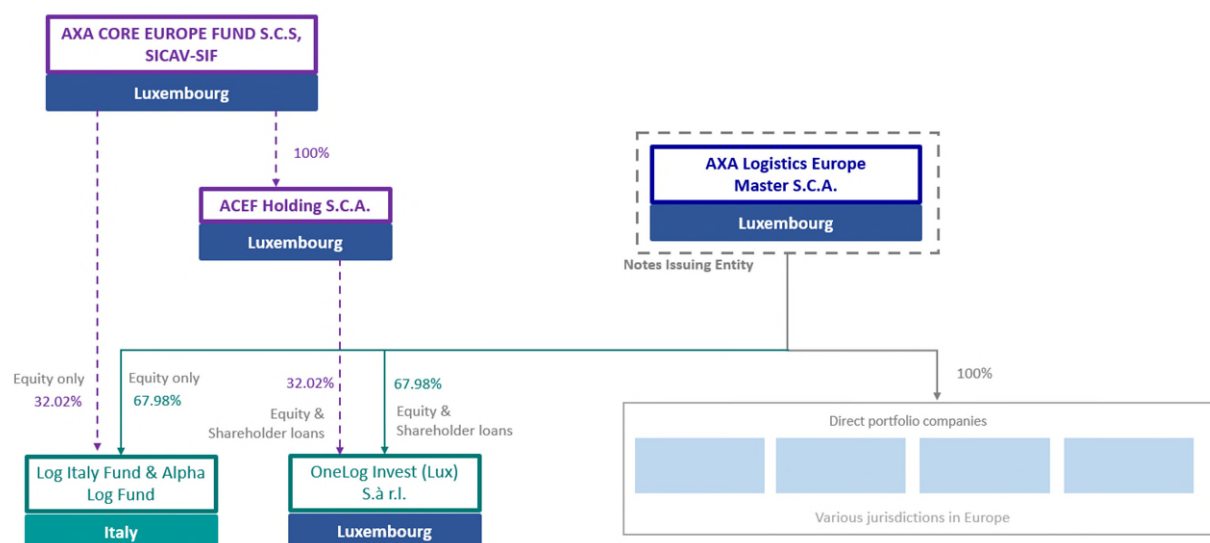 AXA CORE EUROPE FUND S.C.S,
SICAV-SIF
Luxembourg
100%
ACEF Holding S.C.A.
Luxembourg
AXA Logistics Europe
Master S.C.A.
Luxembourg
Notes Issuing Entity
Equity only
32.02%
Equity only
67.98%
32.02%
Equity &
Shareholder loans
67.98%
Equity &
Shareholder loans
100%
Log Italy Fund & Alpha
Log Fund
Italy
OneLog Invest (Lux)
S.à r.l.
Luxembourg
Direct portfolio companies
Various jurisdictions in Europe